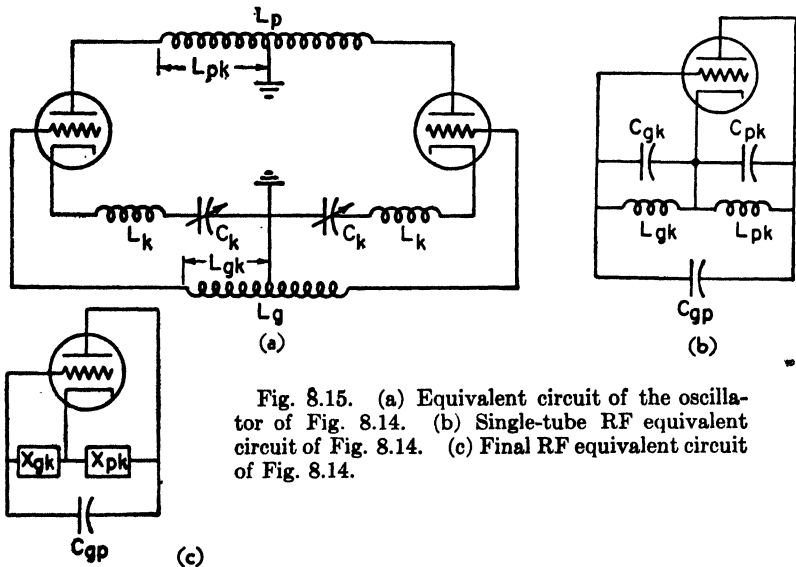 Lp
Lpk
Lk
Ck
Ck
Lk
Lgk
Lg
(a)
Cgk
Cpk
Lgk
Lpk
Cgp
(b)
Xgk
Xpk
Cgp
(c)
Fig. 8.15. (a) Equivalent circuit of the oscilla-
tor of Fig. 8.14. (b) Single-tube RF equivalent
circuit of Fig. 8.14. (c) Final RF equivalent circuit
of Fig. 8.14.